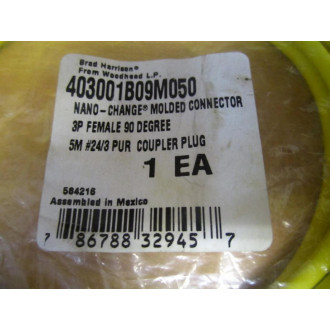 Brad Harrison®
From Woodhead L.P.
403001B09M050
NANO-CHANGE® MOLDED CONNECTOR
3P FEMALE 90 DEGREE
5M #24/3 PUR COUPLER PLUG
1 EA
584216
Assembled in Mexico
7 86788 32945 7